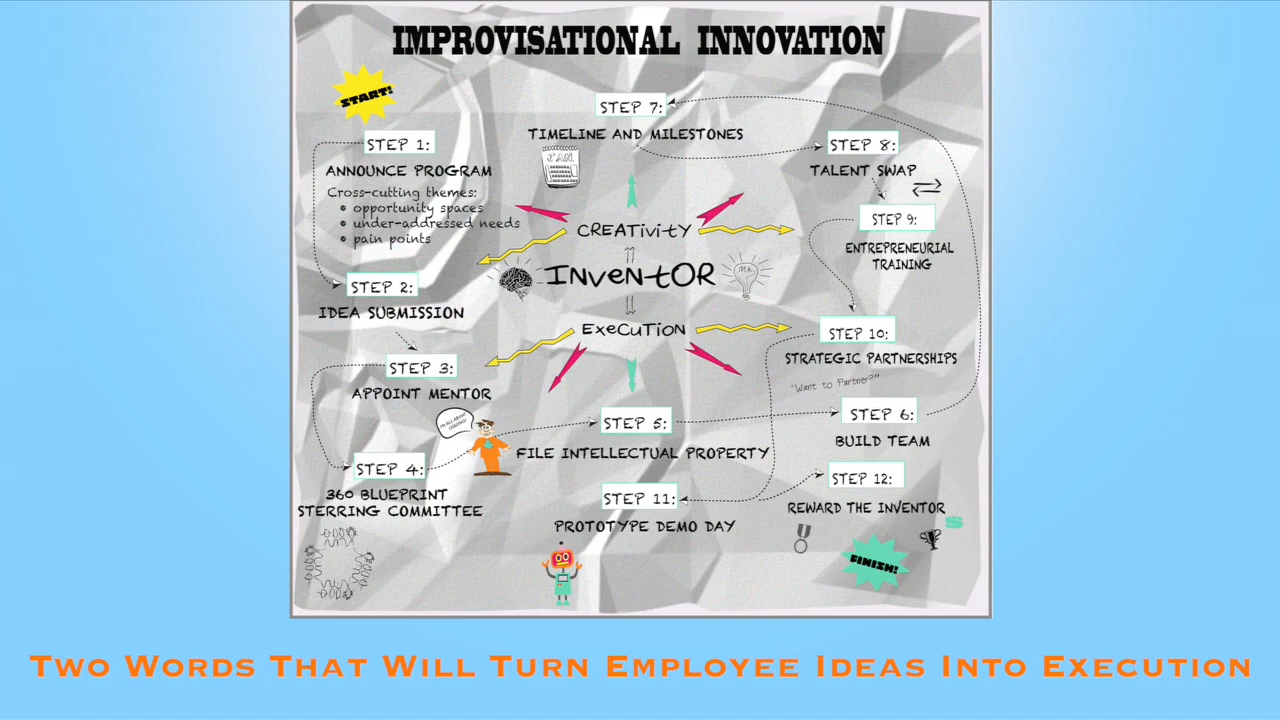 IMPROVISATIONAL INNOVATION
START!
STEP 1:
ANNOUNCE PROGRAM
Cross-cutting themes:
• opportunity spaces
• under-addressed needs
• pain points
STEP 2:
IDEA SUBMISSION
STEP 3:
APPOINT MENTOR
I'M ALL ABOUT
LEARNING!
STEP 4:
360 BLUEPRINT
STERRING COMMITTEE
STEP 7:
TIMELINE AND MILESTONES
JAN.
CREATIVITY
INVENTOR
EXECUTION
STEP 5:
FILE INTELLECTUAL PROPERTY
STEP 11:
PROTOTYPE DEMO DAY
STEP 8:
TALENT SWAP
STEP 9:
ENTREPRENEURIAL
TRAINING
STEP 10:
STRATEGIC PARTNERSHIPS
"Want to Partner?"
STEP 6:
BUILD TEAM
STEP 12:
REWARD THE INVENTOR
$
FINISH!
TWO WORDS THAT WILL TURN EMPLOYEE IDEAS INTO EXECUTION